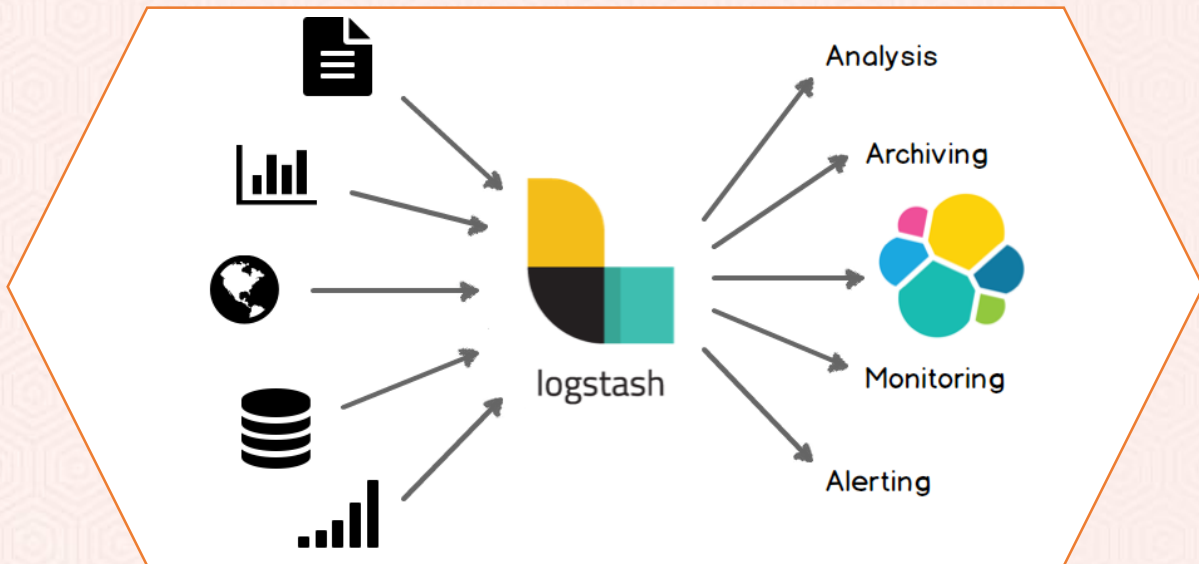 Analysis
Archiving
logstash
Monitoring
Alerting